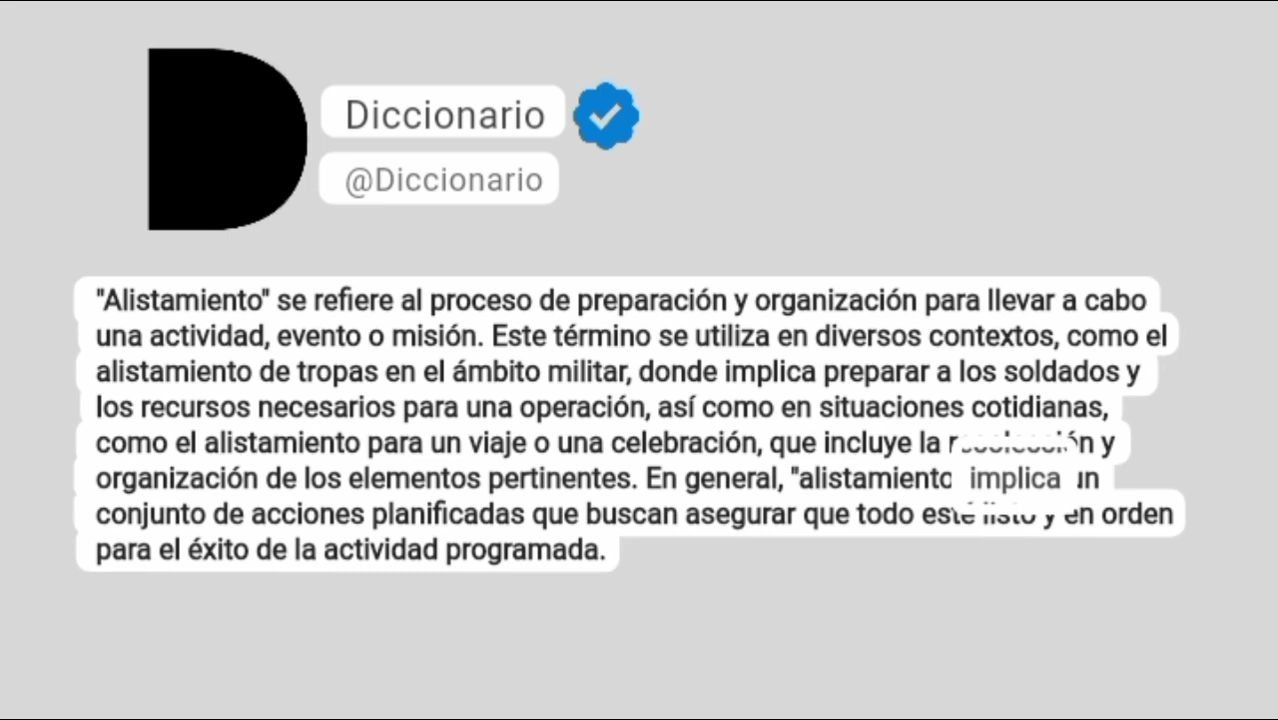 D
Diccionario
@Diccionario
"Alistamiento" se refiere al proceso de preparación y organización para llevar a cabo
una actividad, evento o misión. Este término se utiliza en diversos contextos, como el
alistamiento de tropas en el ámbito militar, donde implica preparar a los soldados y
los recursos necesarios para una operación, así como en situaciones cotidianas,
como el alistamiento para un viaje o una celebración, que incluye la y
organización de los elementos pertinentes. En general, "alistamiento implica un
conjunto de acciones planificadas que buscan asegurar que todo esté listo y en orden
para el éxito de la actividad programada.